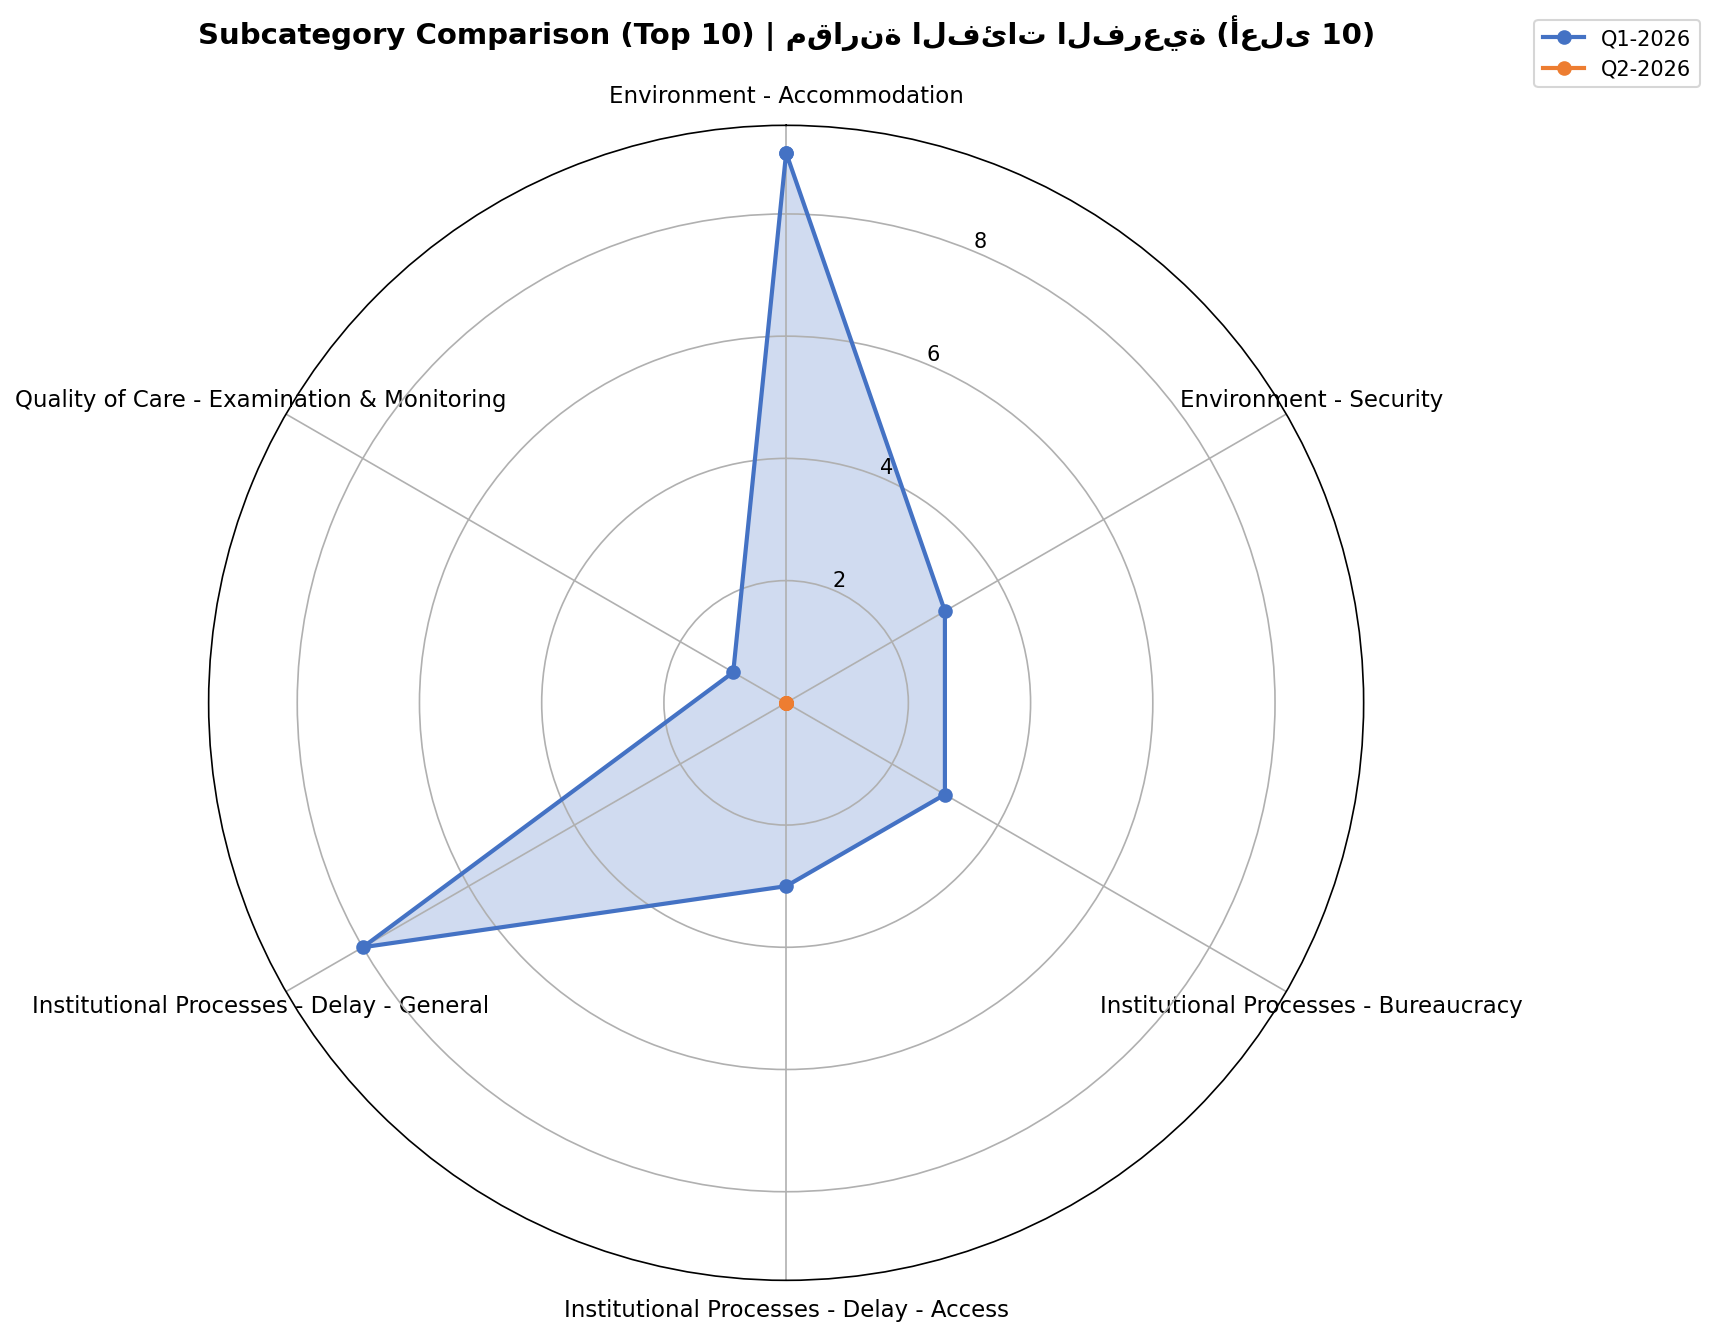 Subcategory Comparison (Top 10) | مقارنة الفئات الفرعية (أعلى 10)
Q1-2026
Q2-2026
Environment - Accommodation
8
6
Quality of Care - Examination & Monitoring
Environment - Security
4
2
Institutional Processes - Delay - General
Institutional Processes - Bureaucracy
Institutional Processes - Delay - Access